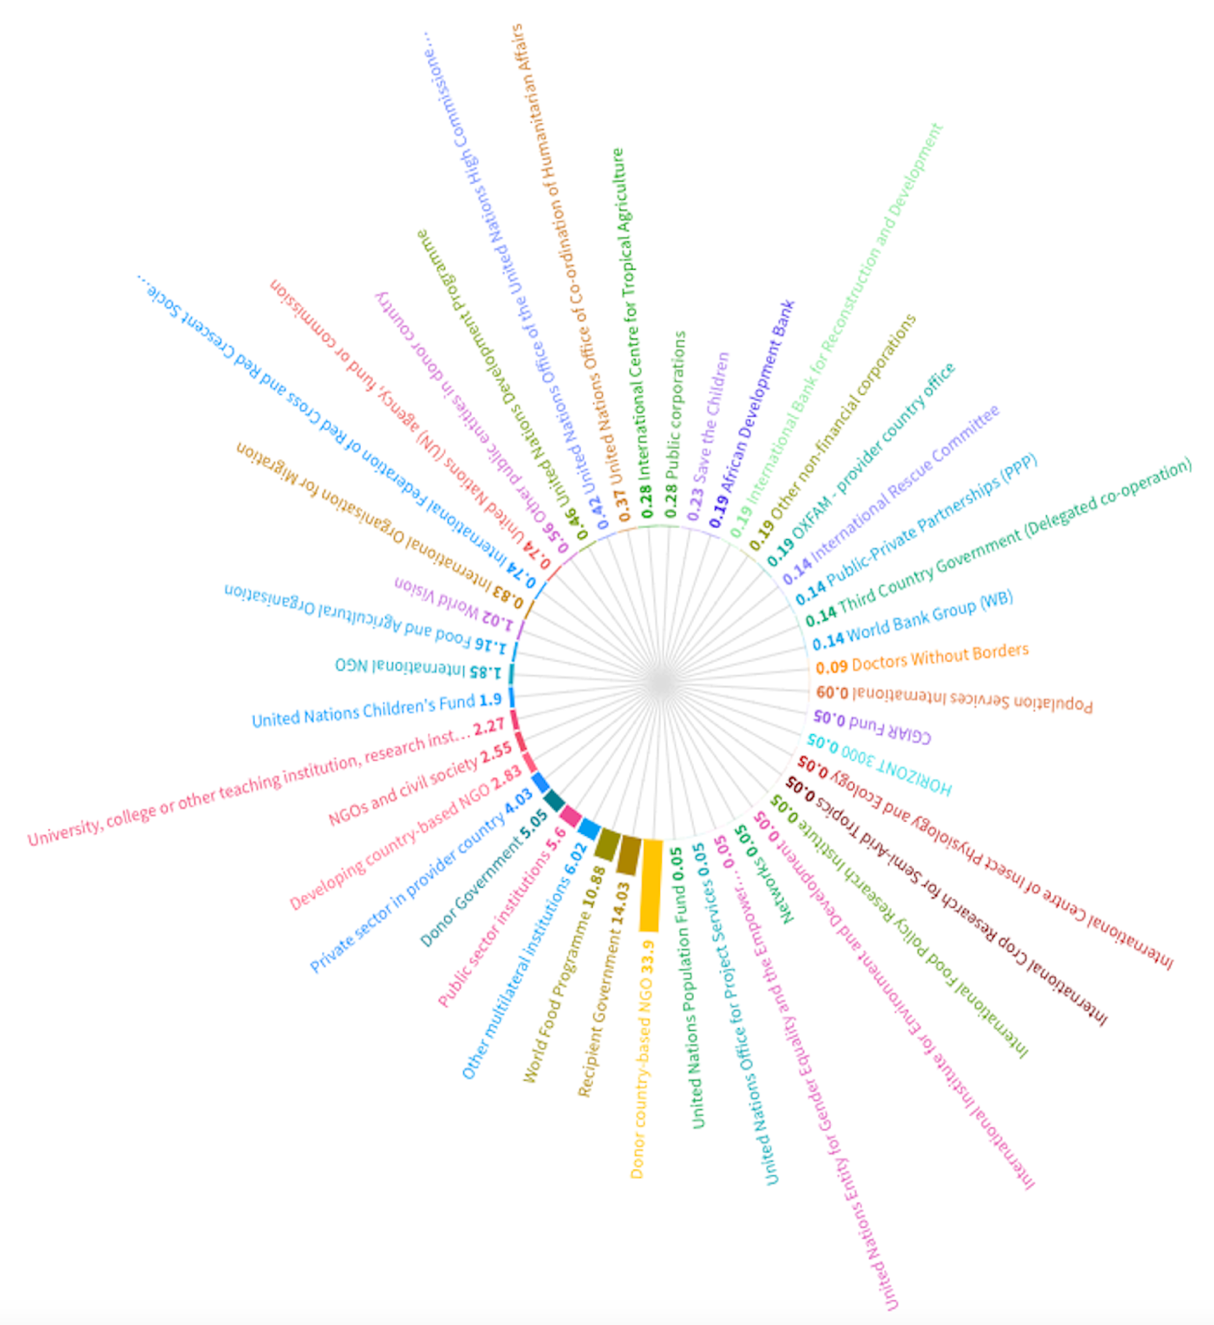 Donor country-based NGO 33.9
Recipient Government 14.03
World Food Programme 10.88
Other multilateral institutions 6.02
Public sector institutions 5.6
Donor Government 5.05
Private sector in provider country 4.03
Developing country-based NGO 2.83
NGOs and civil society 2.55
University, college or other teaching institution, research inst... 2.27
United Nations Children's Fund 1.9
1.85 International NGO
1.16 Food and Agricultural Organisation
1.02 World Vision
0.83 International Organisation for Migration
0.74 International Federation of Red Cross and Red Crescent Socie...
0.74 United Nations (UN) agency, fund or commission
0.56 Other public entities in donor country
0.46 United Nations Development Programme
0.42 United Nations Office of the United Nations High Commissione...
0.37 United Nations Office of Co-ordination of Humanitarian Affairs
0.28 International Centre for Tropical Agriculture
0.28 Public corporations
0.23 Save the Children
0.19 African Development Bank
0.19 International Bank for Reconstruction and Development
0.19 Other non-financial corporations
0.19 OXFAM - provider country office
0.14 International Rescue Committee
0.14 Public-Private Partnerships (PPP)
0.14 Third Country Government (Delegated co-operation)
0.14 World Bank Group (WB)
0.09 Doctors Without Borders
Population Services International 0.09
CGIAR Fund 0.05
HORIZONT 3000 0.05
International Centre of Insect Physiology and Ecology 0.05
International Crop Research for Semi-Arid Tropics 0.05
International Food Policy Research Institute 0.05
International Institute for Environment and Development 0.05
Networks 0.05
United Nations Entity for Gender Equality and the Empower... 0.05
United Nations Office for Project Services 0.05
United Nations Population Fund 0.05